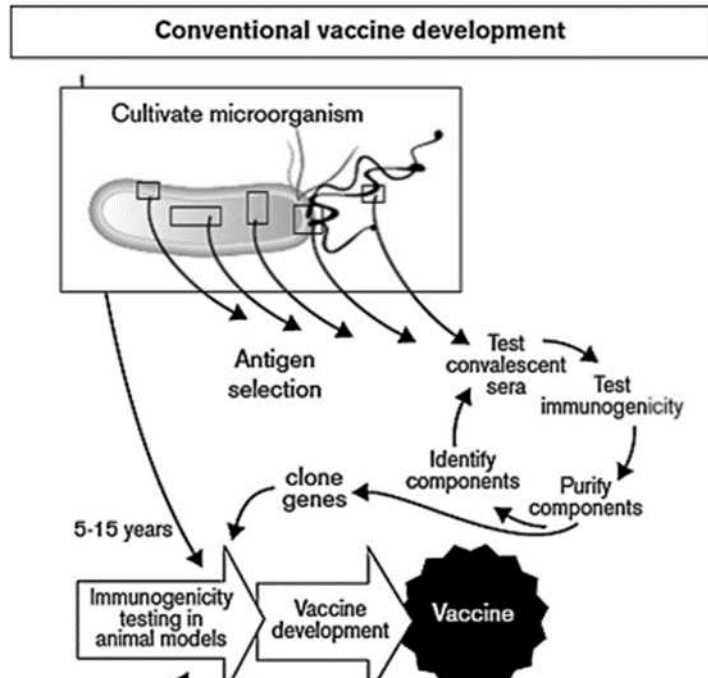 Conventional vaccine development
Cultivate microorganism
Antigen
selection
Test
convalescent
sera
Test
immunogenicity
Identify
components
Purify
components
clone
genes
5-15 years
Immunogenicity
testing in
animal models
Vaccine
development
Vaccine